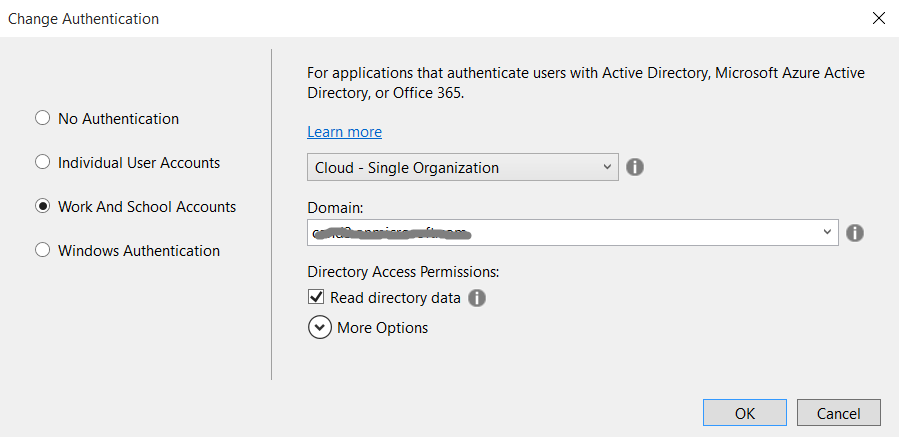 Change Authentication
For applications that authenticate users with Active Directory, Microsoft Azure Active
Directory, or Office 365.
Learn more
No Authentication
Individual User Accounts
Work And School Accounts
Windows Authentication
Cloud - Single Organization
Domain:
Directory Access Permissions:
Read directory data
More Options
OK
Cancel